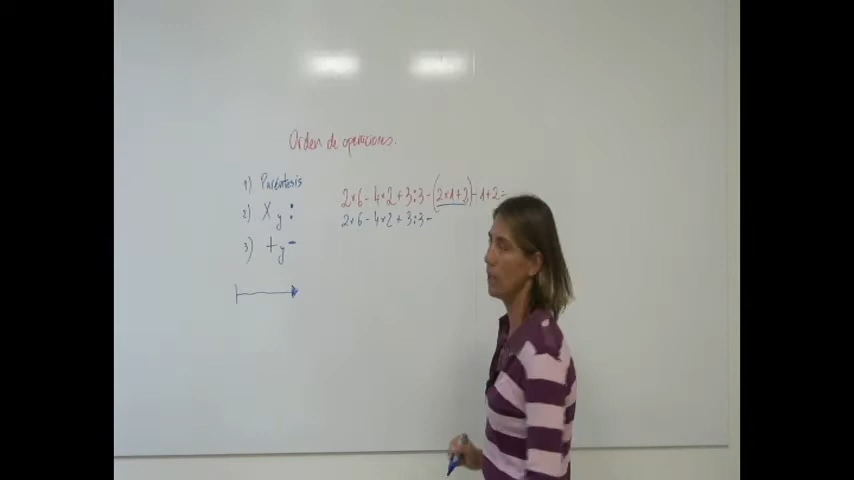 Orden de operaciones.
1) Paréntesis
2) X y :
3) + y -
2×6-4×2+3:3-(2×1+2)-1+2=
2×6-4×2+3:3-